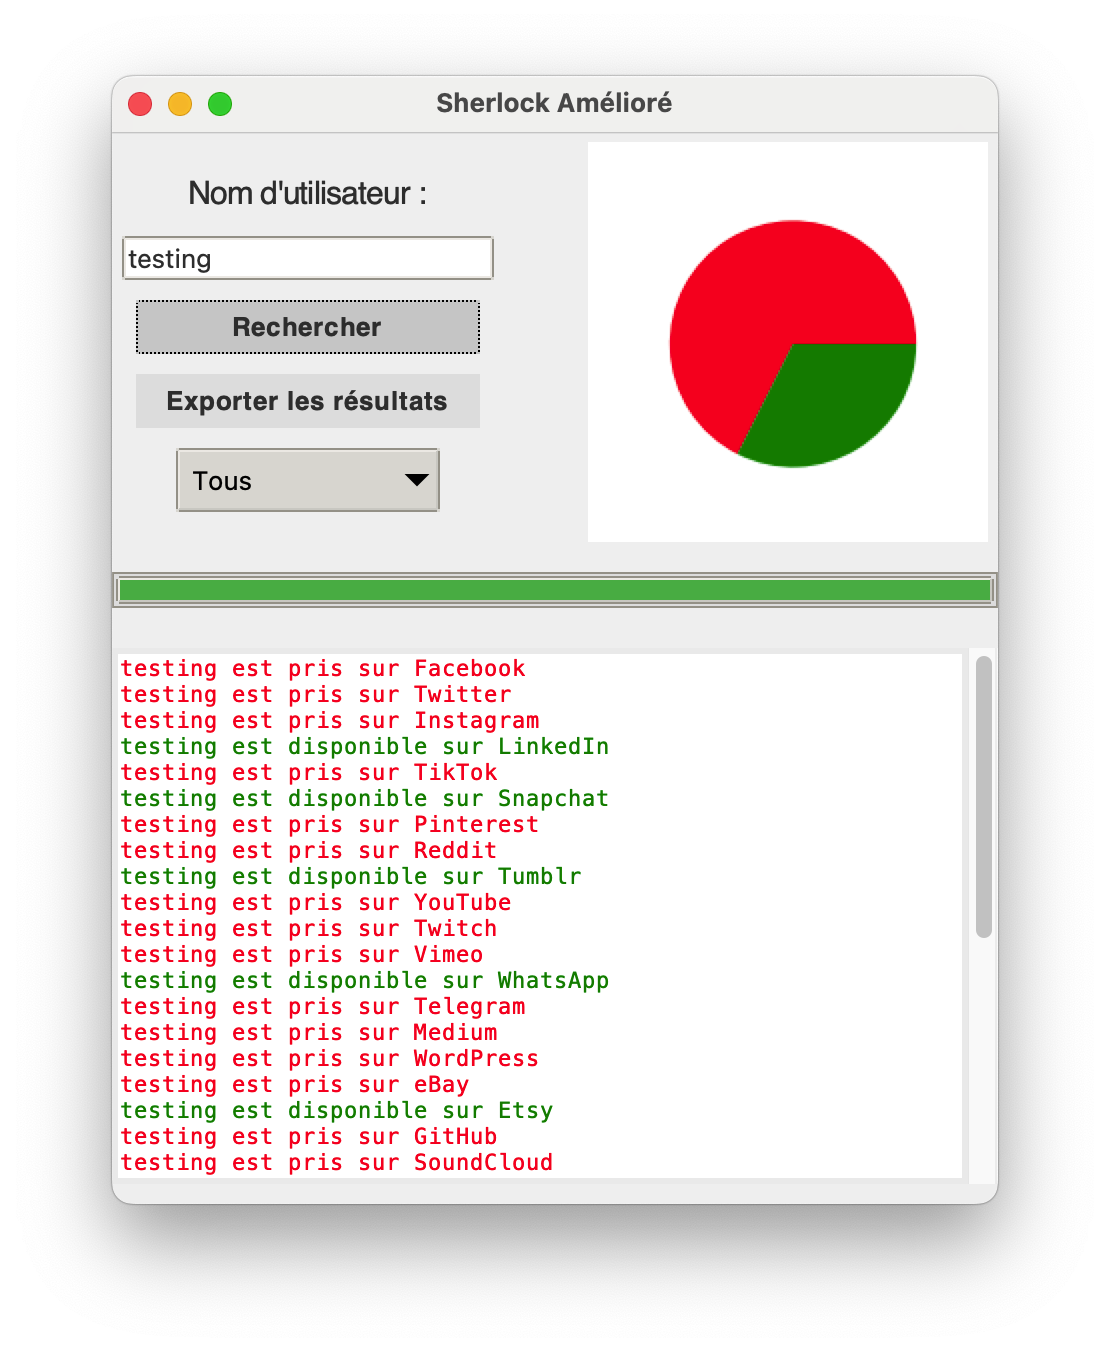 Sherlock Amélioré
Nom d'utilisateur :
testing
Rechercher
Exporter les résultats
Tous
testing est pris sur Facebook
testing est pris sur Twitter
testing est pris sur Instagram
testing est disponible sur LinkedIn
testing est pris sur TikTok
testing est disponible sur Snapchat
testing est pris sur Pinterest
testing est pris sur Reddit
testing est disponible sur Tumblr
testing est pris sur YouTube
testing est pris sur Twitch
testing est pris sur Vimeo
testing est disponible sur WhatsApp
testing est pris sur Telegram
testing est pris sur Medium
testing est pris sur WordPress
testing est pris sur eBay
testing est disponible sur Etsy
testing est pris sur GitHub
testing est pris sur SoundCloud